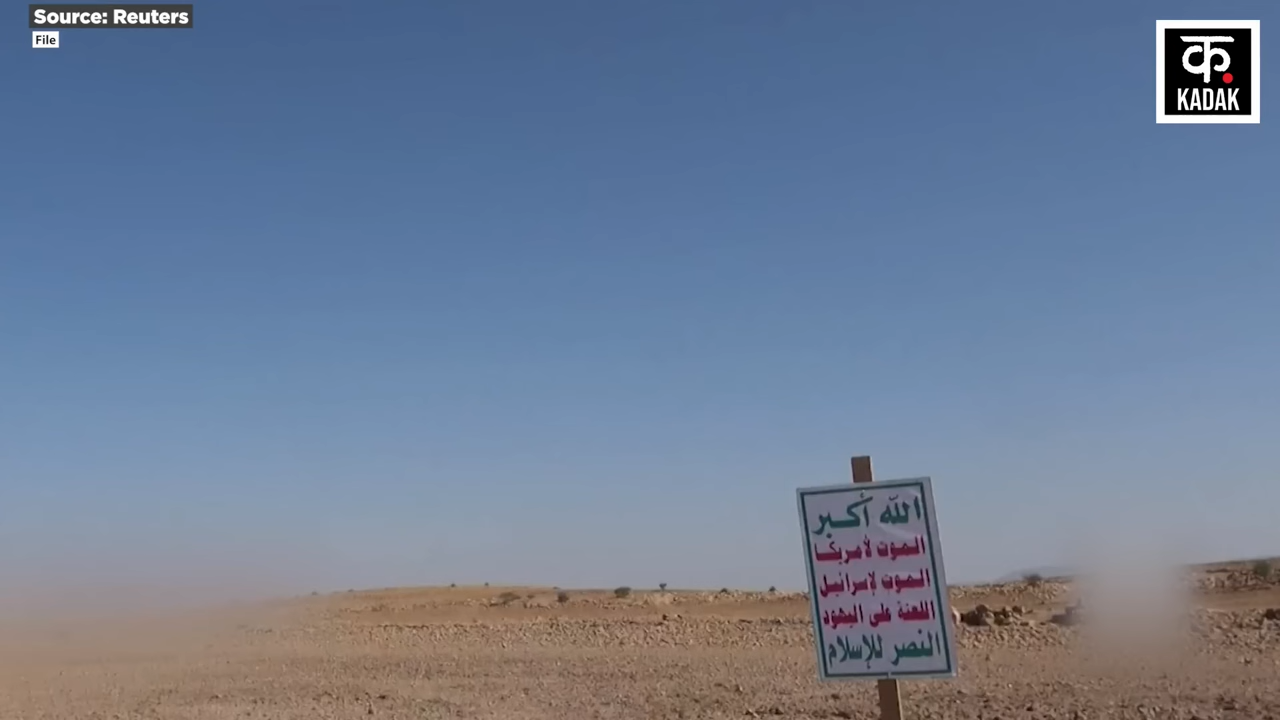 Source: Reuters
File
क.
KADAK
الله أكبر
الموت لأمريكا
الموت لإسرائيل
اللعنة على اليهود
النصر للإسلام